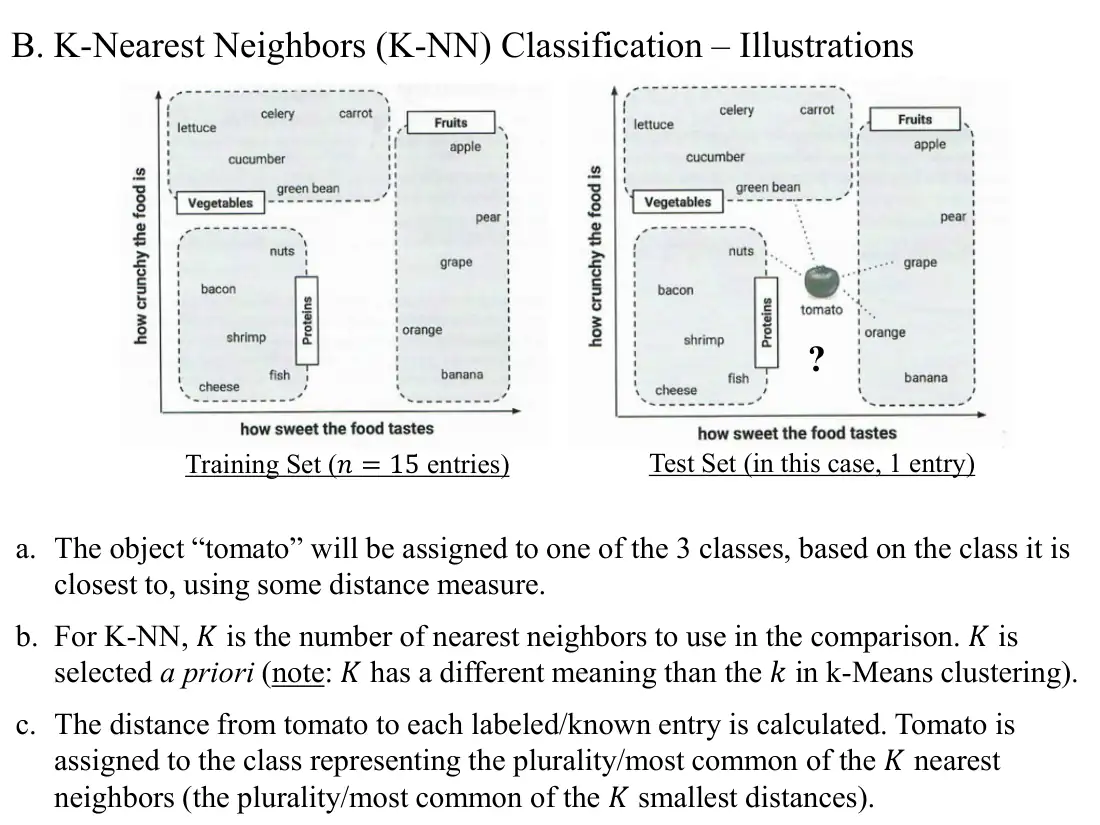 B. K-Nearest Neighbors (K-NN) Classification – Illustrations
how crunchy the food is
lettuce
celery
carrot
cucumber
green bean
Vegetables
Fruits
apple
pear
grape
orange
banana
nuts
bacon
shrimp
fish
cheese
Proteins
how sweet the food tastes
Training Set (n = 15 entries)
how crunchy the food is
lettuce
celery
carrot
cucumber
green bean
Vegetables
Fruits
apple
pear
grape
orange
banana
nuts
bacon
shrimp
fish
cheese
Proteins
tomato
?
how sweet the food tastes
Test Set (in this case, 1 entry)
a. The object “tomato” will be assigned to one of the 3 classes, based on the class it is
closest to, using some distance measure.
b. For K-NN, K is the number of nearest neighbors to use in the comparison. K is
selected a priori (note: K has a different meaning than the k in k-Means clustering).
c. The distance from tomato to each labeled/known entry is calculated. Tomato is
assigned to the class representing the plurality/most common of the K nearest
neighbors (the plurality/most common of the K smallest distances).